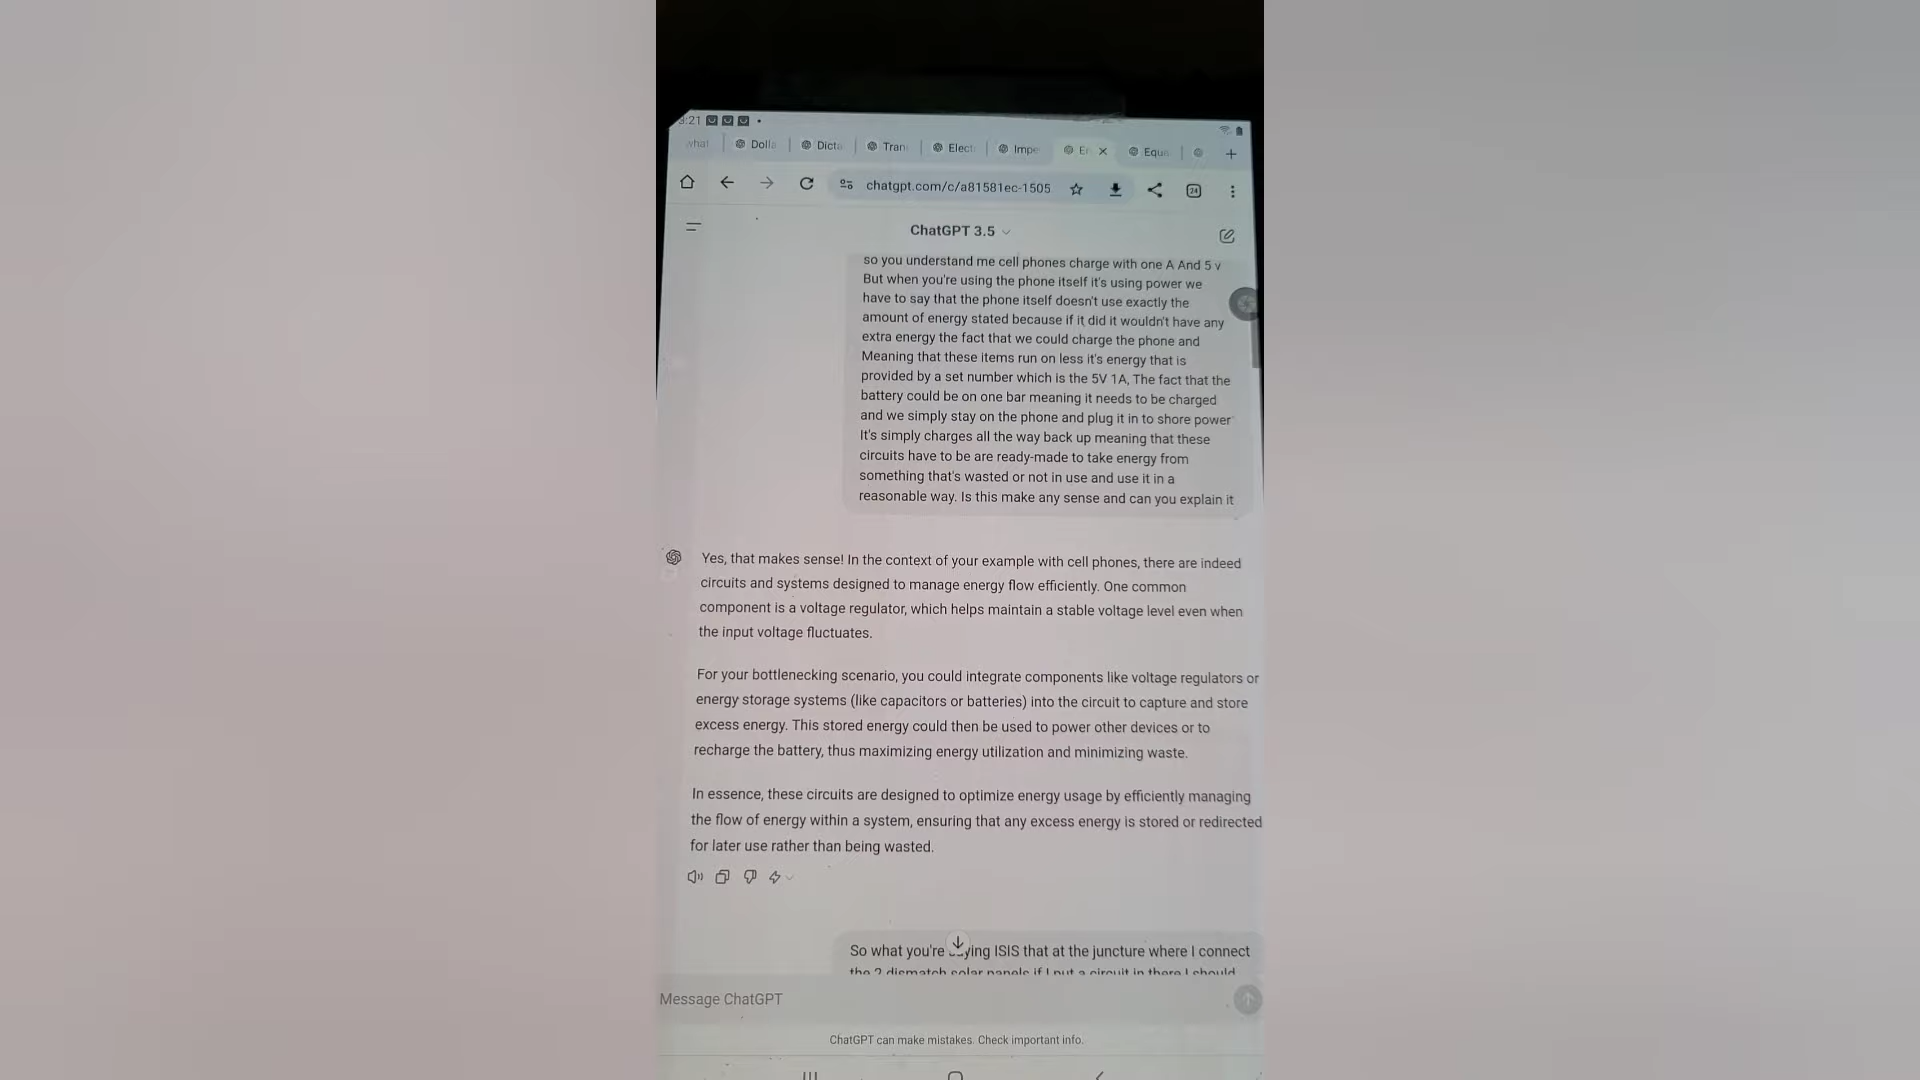 3:21
what
Dolla
Dicta
Tran
Elect
Impe
Er
Equa
chatgpt.com/c/a81581ec-1505
24
ChatGPT 3.5
so you understand me cell phones charge with one A And 5 v
But when you're using the phone itself it's using power we
have to say that the phone itself doesn't use exactly the
amount of energy stated because if it did it wouldn't have any
extra energy the fact that we could charge the phone and
Meaning that these items run on less it's energy that is
provided by a set number which is the 5V 1A, The fact that the
battery could be on one bar meaning it needs to be charged
and we simply stay on the phone and plug it in to shore power
It's simply charges all the way back up meaning that these
circuits have to be are ready-made to take energy from
something that's wasted or not in use and use it in a
reasonable way. Is this make any sense and can you explain it
Yes, that makes sense! In the context of your example with cell phones, there are indeed
circuits and systems designed to manage energy flow efficiently. One common
component is a voltage regulator, which helps maintain a stable voltage level even when
the input voltage fluctuates.
For your bottlenecking scenario, you could integrate components like voltage regulators or
energy storage systems (like capacitors or batteries) into the circuit to capture and store
excess energy. This stored energy could then be used to power other devices or to
recharge the battery, thus maximizing energy utilization and minimizing waste.
In essence, these circuits are designed to optimize energy usage by efficiently managing
the flow of energy within a system, ensuring that any excess energy is stored or redirected
for later use rather than being wasted.
So what you're ying ISIS that at the juncture where I connect
the 2 dismatch solar panels if I put a circuit in there I should
Message ChatGPT
ChatGPT can make mistakes. Check important info.